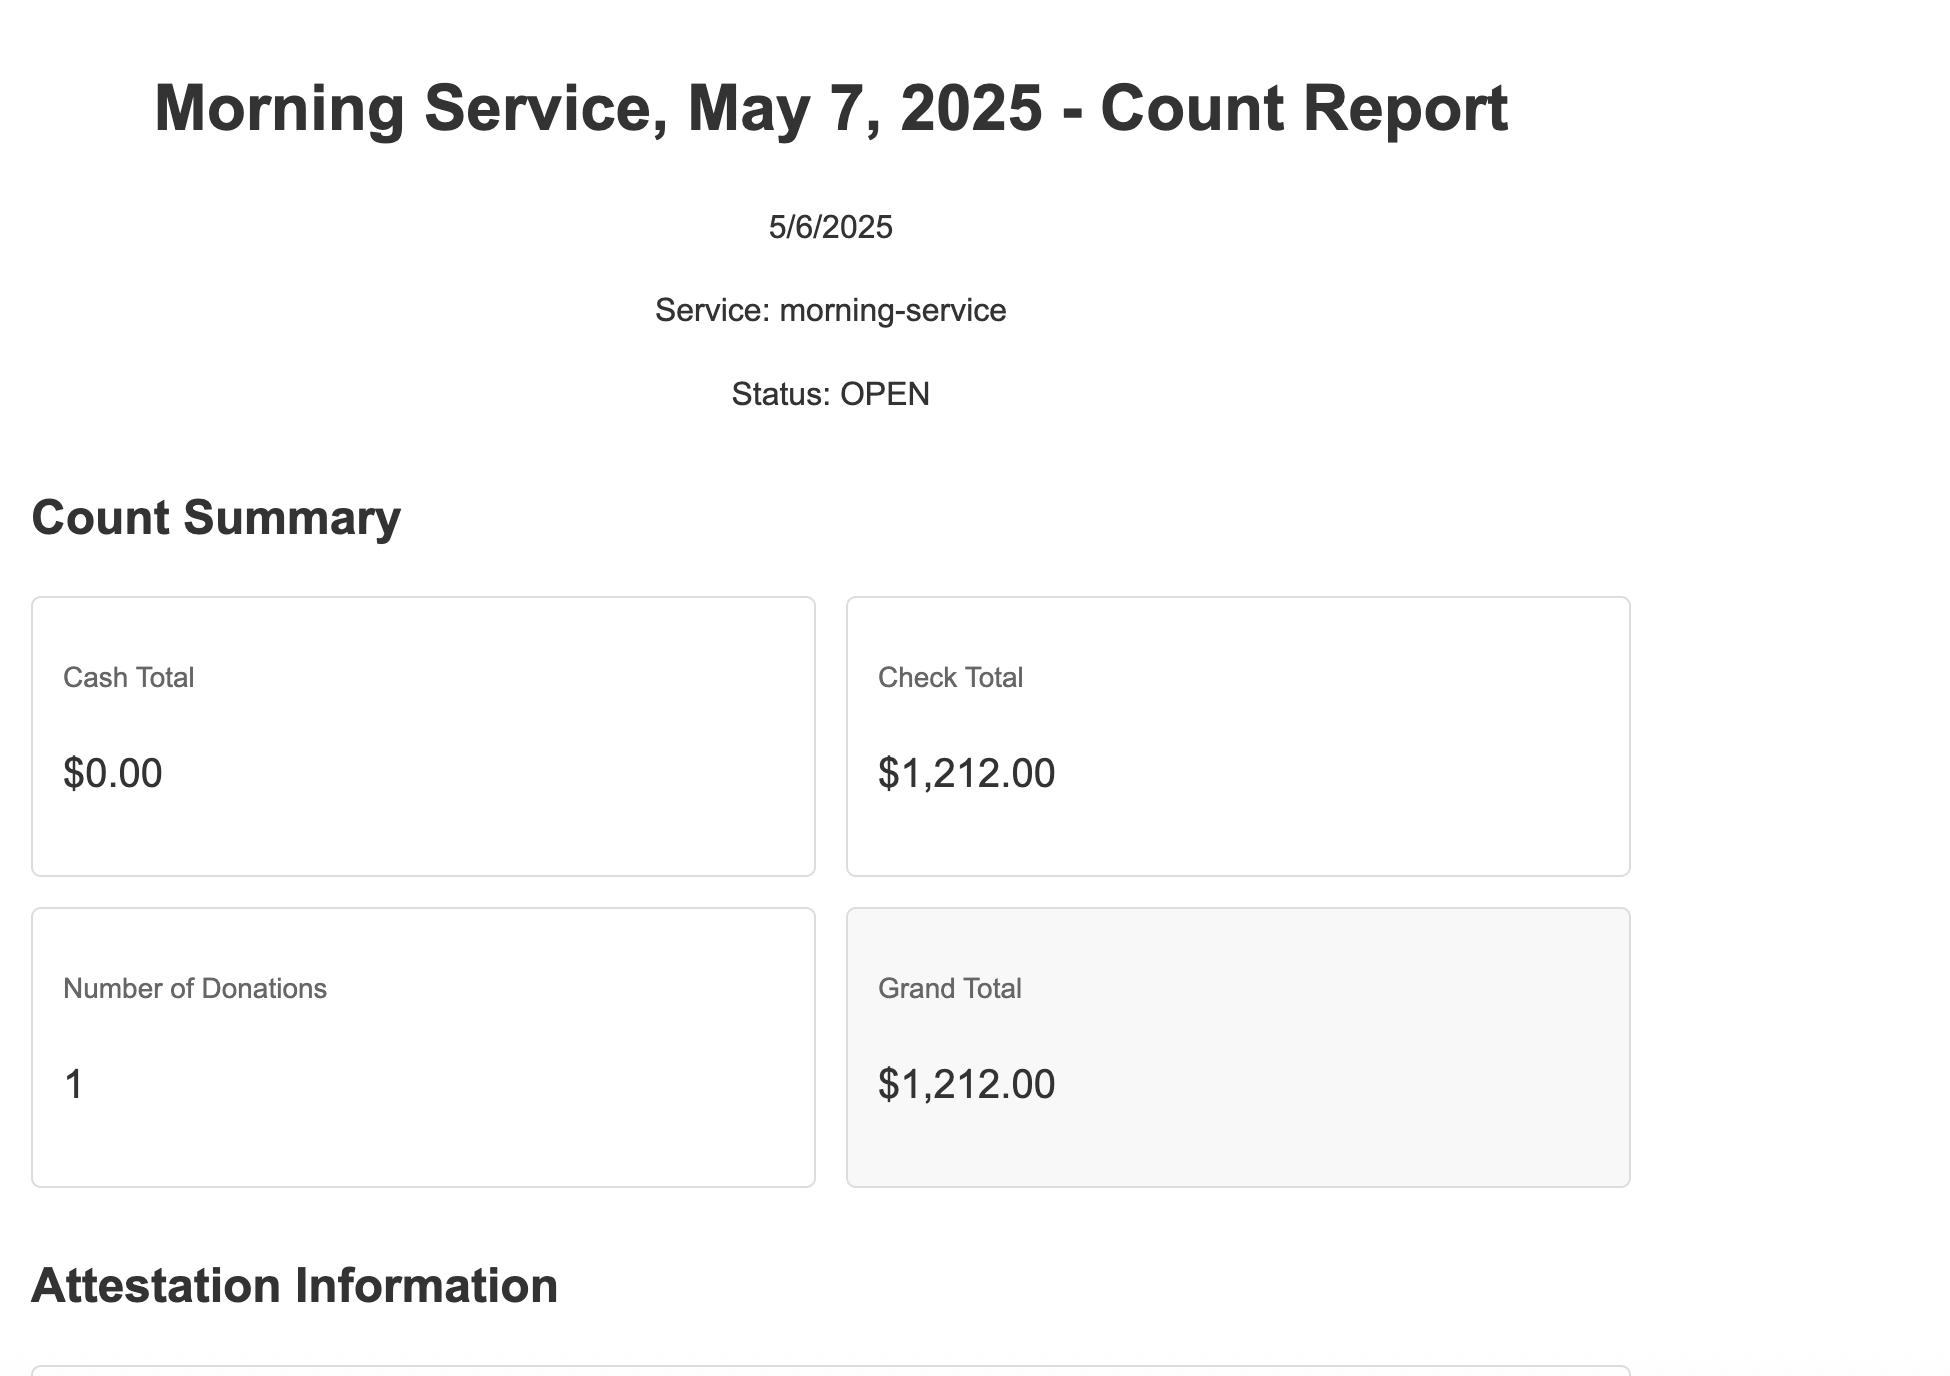 Morning Service, May 7, 2025 - Count Report
5/6/2025
Service: morning-service
Status: OPEN
Count Summary
Cash Total
$0.00
Check Total
$1,212.00
Number of Donations
1
Grand Total
$1,212.00
Attestation Information